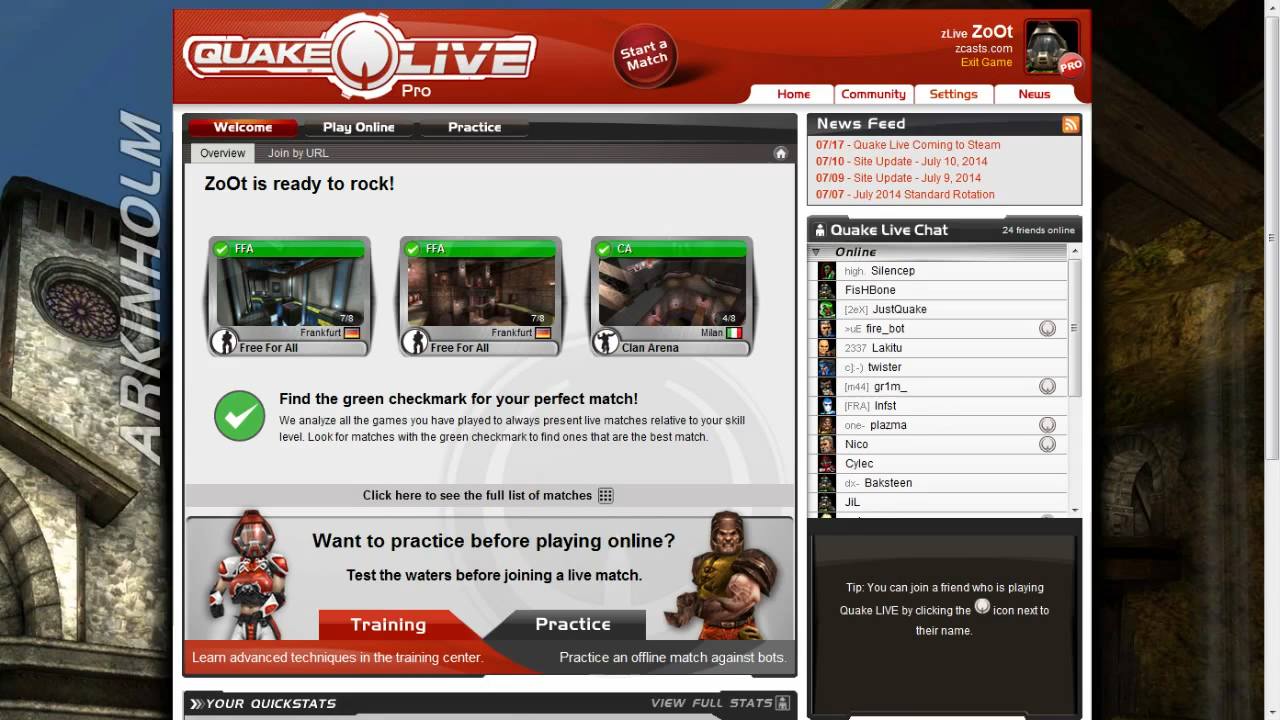 ARKINHOLM
QUAKE LIVE
Pro
Start a
Match
zLive ZoOt
zcasts.com
Exit Game
PRO
Home
Community
Settings
News
Welcome
Play Online
Practice
Overview
Join by URL
ZoOt is ready to rock!
FFA
7/8
Frankfurt
Free For All
FFA
7/8
Frankfurt
Free For All
CA
4/8
Milan
Clan Arena
Find the green checkmark for your perfect match!
We analyze all the games you have played to always present live matches relative to your skill
level. Look for matches with the green checkmark to find ones that are the best match.
Click here to see the full list of matches
Want to practice before playing online?
Test the waters before joining a live match.
Training
Practice
Learn advanced techniques in the training center.
Practice an offline match against bots.
YOUR QUICKSTATS
VIEW FULL STATS
News Feed
07/17 - Quake Live Coming to Steam
07/10 - Site Update - July 10, 2014
07/09 - Site Update - July 9, 2014
07/07 - July 2014 Standard Rotation
Quake Live Chat
24 friends online
Online
high. Silencep
FisHBone
[2eX] JustQuake
>uE fire_bot
2337 Lakitu
c].-) twister
[m44] gr1m_
[FRA] Infst
one- plazma
Nico
Cylec
dx- Baksteen
JiL
Tip: You can join a friend who is playing
Quake LIVE by clicking the icon next to
their name.